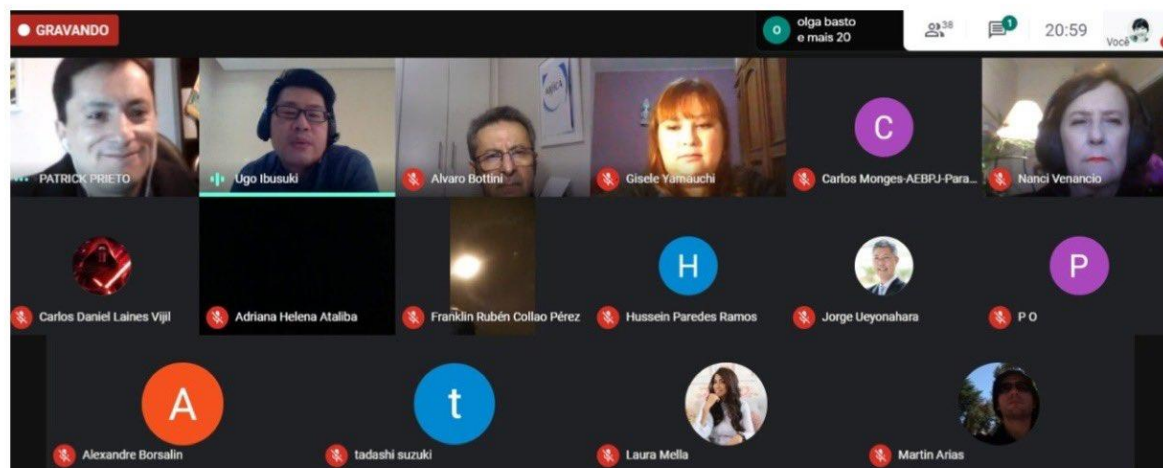 GRAVANDO
o
olga basto
e mais 20
38
1
20:59
Você
PATRICK PRIETO
Ugo Ibusuki
Alvaro Bottini
Gisele Yamauchi
C
Carlos Monges-AEBPJ-Para...
Nanci Venancio
Carlos Daniel Laines Vijil
Adriana Helena Ataliba
Franklin Rubén Collao Pérez
H
Hussein Paredes Ramos
Jorge Ueyonahara
P
P O
A
Alexandre Borsalin
t
tadashi suzuki
Laura Mella
Martin Arias